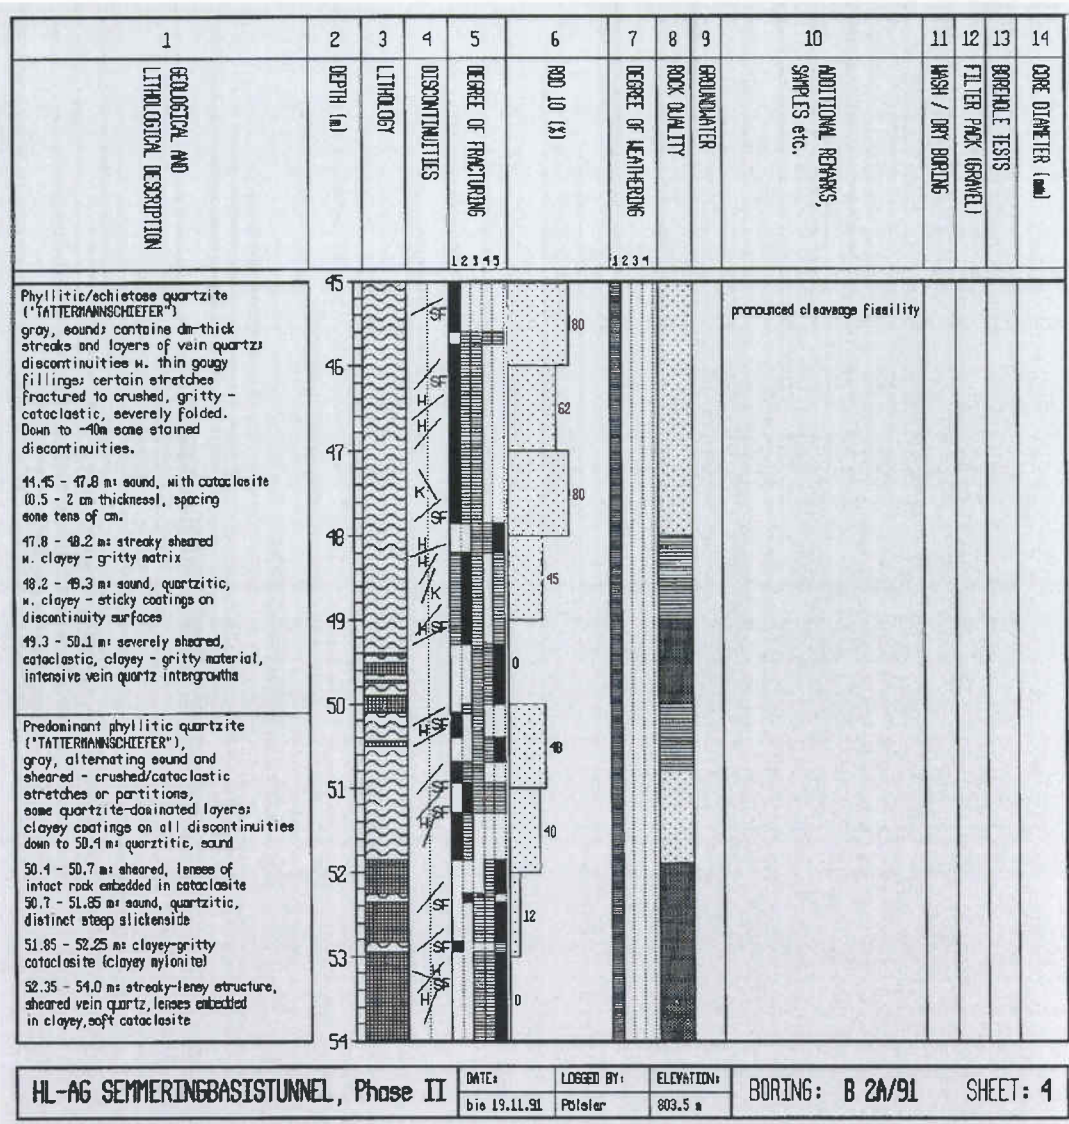 1 2 3 4 5 6 7 8 9 10 11 12 13 14
GEOLOGICAL AND
LITHOLOGICAL DESCRIPTION
DEPTH (m)
LITHOLOGY
DISCONTINUITIES
DEGREE OF FRACTURING
RQD 10 (%)
DEGREE OF WEATHERING
ROCK QUALITY
GROUNDWATER
ADDITIONAL REMARKS,
SAMPLES etc.
WASH / DRY BORING
FILTER PACK (GRAVEL)
BOREHOLE TESTS
CORE DIAMETER (mm)
1 2 3 4 5
1 2 3 4
Phyllitic/schistose quartzite
("TATTERMANNSCHIEFER")
gray, sound; contains dm-thick
streaks and layers of vein quartz;
discontinuities w. thin gougy
fillings; certain stretches
fractured to crushed, gritty -
cataclastic, severely folded.
Down to ~40m some stained
discontinuities.
44.45 - 47.8 m: sound, with cataclasite
(0.5 - 2 cm thickness), spacing
some tens of cm.
47.8 - 48.2 m: streaky sheared
w. clayey - gritty matrix
48.2 - 49.3 m: sound, quartzitic,
w. clayey - sticky coatings on
discontinuity surfaces
49.3 - 50.1 m: severely sheared,
cataclastic, clayey - gritty material,
intensive vein quartz intergrowths
Predominant phyllitic quartzite
("TATTERMANNSCHIEFER"),
gray, alternating sound and
sheared - crushed/cataclastic
stretches or partitions,
some quartzite-dominated layers;
clayey coatings on all discontinuities
down to 50.4 m: quarztitic, sound
50.4 - 50.7 m: sheared, lenses of
intact rock embedded in cataclasite
50.7 - 51.85 m: sound, quartzitic,
distinct steep slickenside
51.85 - 52.25 m: clayey-gritty
cataclasite (clayey mylonite)
52.35 - 54.0 m: streaky-lensy structure,
sheared vein quartz, lenses embedded
in clayey, soft cataclasite
45
46
47
48
49
50
51
52
53
54
SF
SF
H
H
K
SF
H
H
K
H SF
H SF
SF
SF
H
SF
SF
K
SF
H
80
62
80
45
0
48
40
12
0
pronounced cleavage fissility
HL-AG SEMMERINGBASISTUNNEL, Phase II
DATE:
bis 19.11.91
LOGGED BY:
Pölsler
ELEVATION:
803.5 m
BORING: B 2A/91
SHEET: 4